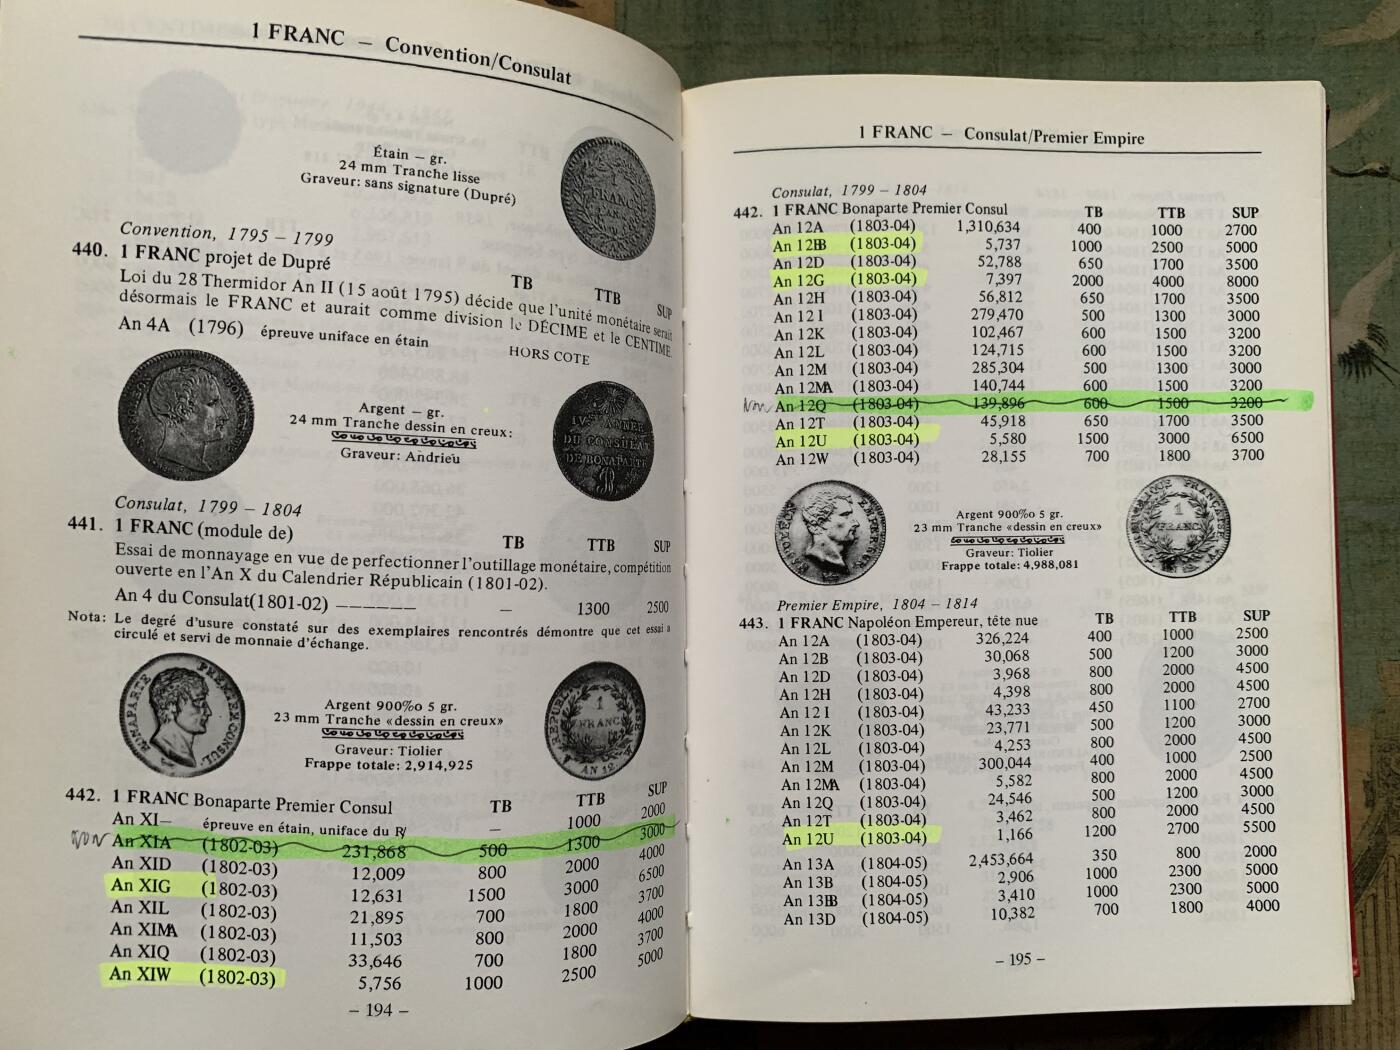 1 FRANC – Convention/Consulat
Étain – gr.
24 mm Tranche lisse
Graveur: sans signature (Dupré)
Convention, 1795 – 1799
440. 1 FRANC projet de Dupré
TB TTB SUP
Loi du 28 Thermidor An II (15 août 1795) décide que l'unité monétaire serait
désormais le FRANC et aurait comme division le DÉCIME et le CENTIME.
An 4A (1796) épreuve uniface en étain HORS COTE
Argent – gr.
24 mm Tranche dessin en creux:
Graveur: Andrieu
Consulat, 1799 – 1804
441. 1 FRANC (module de) TB TTB SUP
Essai de monnayage en vue de perfectionner l'outillage monétaire, compétition
ouverte en l'An X du Calendrier Républicain (1801-02).
An 4 du Consulat(1801-02) —————— – 1300 2500
Nota: Le degré d'usure constaté sur des exemplaires rencontrés démontre que cet essai a
circulé et servi de monnaie d'échange.
Argent 900%o 5 gr.
23 mm Tranche «dessin en creux»
Graveur: Tiolier
Frappe totale: 2,914,925
442. 1 FRANC Bonaparte Premier Consul TB TTB SUP
An XI– épreuve en étain, uniface du R/ – 1000 2000
NON An XIA (1802-03) 231,868 500 1300 3000
An XID (1802-03) 12,009 800 2000 4000
An XIG (1802-03) 12,631 1500 3000 6500
An XIL (1802-03) 21,895 700 1800 3700
An XIMA (1802-03) 11,503 800 2000 4000
An XIQ (1802-03) 33,646 700 1800 3700
An XIW (1802-03) 5,756 1000 2500 5000
– 194 –
1 FRANC – Consulat/Premier Empire
Consulat, 1799 – 1804
442. 1 FRANC Bonaparte Premier Consul TB TTB SUP
An 12A (1803-04) 1,310,634 400 1000 2700
An 12BB (1803-04) 5,737 1000 2500 5000
An 12D (1803-04) 52,788 650 1700 3500
An 12G (1803-04) 7,397 2000 4000 8000
An 12H (1803-04) 56,812 650 1700 3500
An 12 I (1803-04) 279,470 500 1300 3000
An 12K (1803-04) 102,467 600 1500 3200
An 12L (1803-04) 124,715 600 1500 3200
An 12M (1803-04) 285,304 500 1300 3000
An 12MA (1803-04) 140,744 600 1500 3200
Non An 12Q (1803-04) 139,896 600 1500 3200
An 12T (1803-04) 45,918 650 1700 3500
An 12U (1803-04) 5,580 1500 3000 6500
An 12W (1803-04) 28,155 700 1800 3700
Argent 900%o 5 gr.
23 mm Tranche «dessin en creux»
Graveur: Tiolier
Frappe totale: 4,988,081
Premier Empire, 1804 – 1814
443. 1 FRANC Napoléon Empereur, tête nue TB TTB SUP
An 12A (1803-04) 326,224 400 1000 2500
An 12B (1803-04) 30,068 500 1200 3000
An 12D (1803-04) 3,968 800 2000 4500
An 12H (1803-04) 4,398 800 2000 4500
An 12 I (1803-04) 43,233 450 1100 2700
An 12K (1803-04) 23,771 500 1200 3000
An 12L (1803-04) 4,253 800 2000 4500
An 12M (1803-04) 300,044 400 1000 2500
An 12MA (1803-04) 5,582 800 2000 4500
An 12Q (1803-04) 24,546 500 1200 3000
An 12T (1803-04) 3,462 800 2000 4500
An 12U (1803-04) 1,166 1200 2700 5500
An 13A (1804-05) 2,453,664 350 800 2000
An 13B (1804-05) 2,906 1000 2300 5000
An 13BB (1804-05) 3,410 1000 2300 5000
An 13D (1804-05) 10,382 700 1800 4000
– 195 –